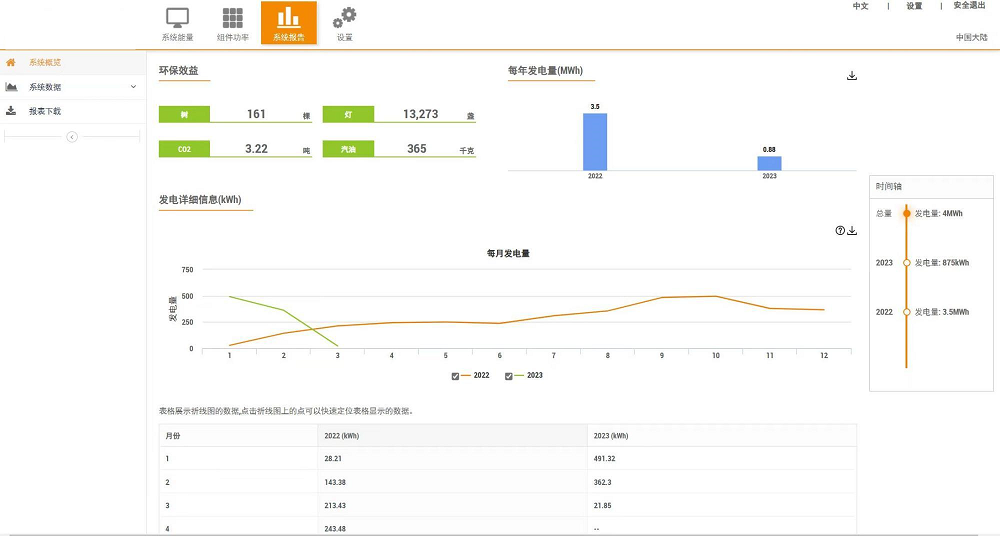 中文 | 设置 | 安全退出
系统能量 组件功率 系统报告 设置
中国大陆
系统概览
系统数据
报表下载
环保效益
树 161 棵 灯 13,273 盏
CO2 3.22 吨 汽油 365 千克
每年发电量(MWh)
3.5
0.88
2022 2023
发电详细信息(kWh)
每月发电量
发电量
750
500
250
0
1 2 3 4 5 6 7 8 9 10 11 12
2022 2023
时间轴
总量 发电量: 4MWh
2023 发电量: 875kWh
2022 发电量: 3.5MWh
表格展示折线图的数据,点击折线图上的点可以快速定位表格显示的数据。
月份 2022 (kWh) 2023 (kWh)
1 28.21 491.32
2 143.38 362.3
3 213.43 21.85
4 243.48 --